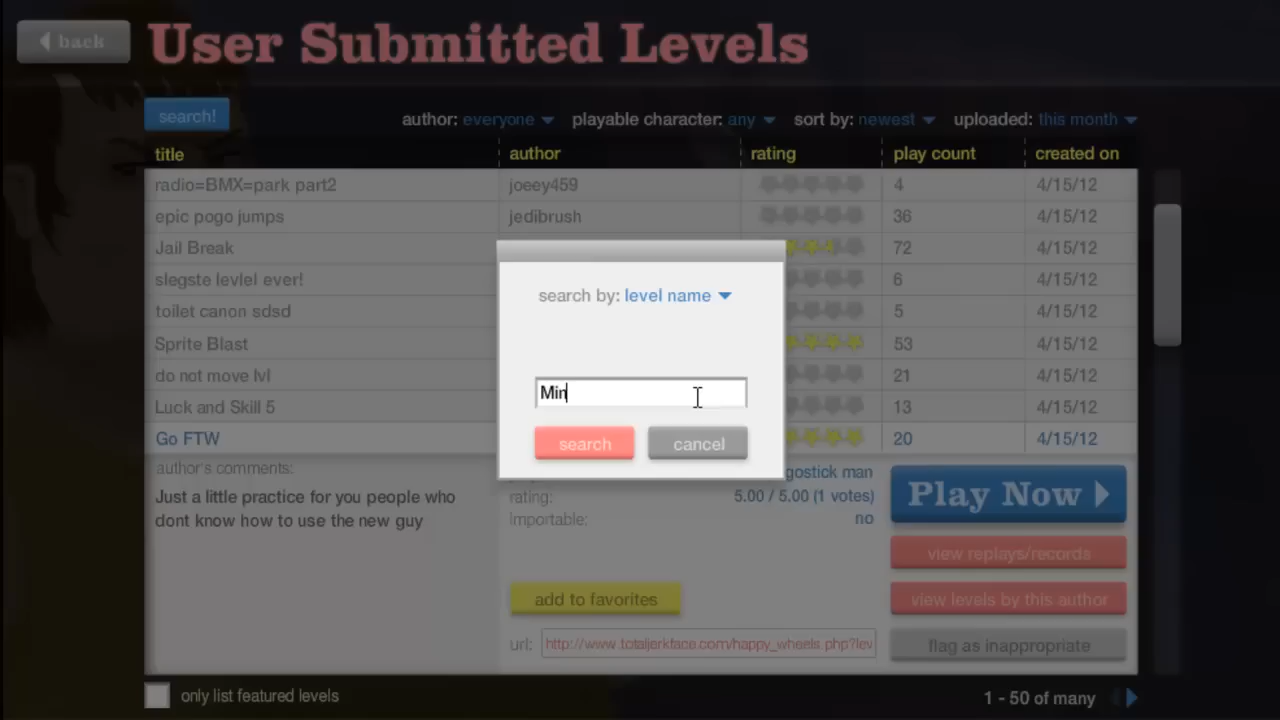 back
User Submitted Levels
search!
author: everyone
playable character: any
sort by: newest
uploaded: this month
title author rating play count created on
radio=BMX=park part2 joeey459 4 4/15/12
epic pogo jumps jedibrush 36 4/15/12
Jail Break 72 4/15/12
slegste levlel ever! 6 4/15/12
toilet canon sdsd 5 4/15/12
Sprite Blast 53 4/15/12
do not move lvl 21 4/15/12
Luck and Skill 5 13 4/15/12
Go FTW 20 4/15/12
search by: level name
Min
search
cancel
author's comments:
Just a little practice for you people who
dont know how to use the new guy
gostick man
rating: 5.00 / 5.00 (1 votes)
Importable: no
add to favorites
url: http://www.totaljerkface.com/happy_wheels.php?lev
Play Now
view replays/records
view levels by this author
flag as inappropriate
only list featured levels
1 - 50 of many